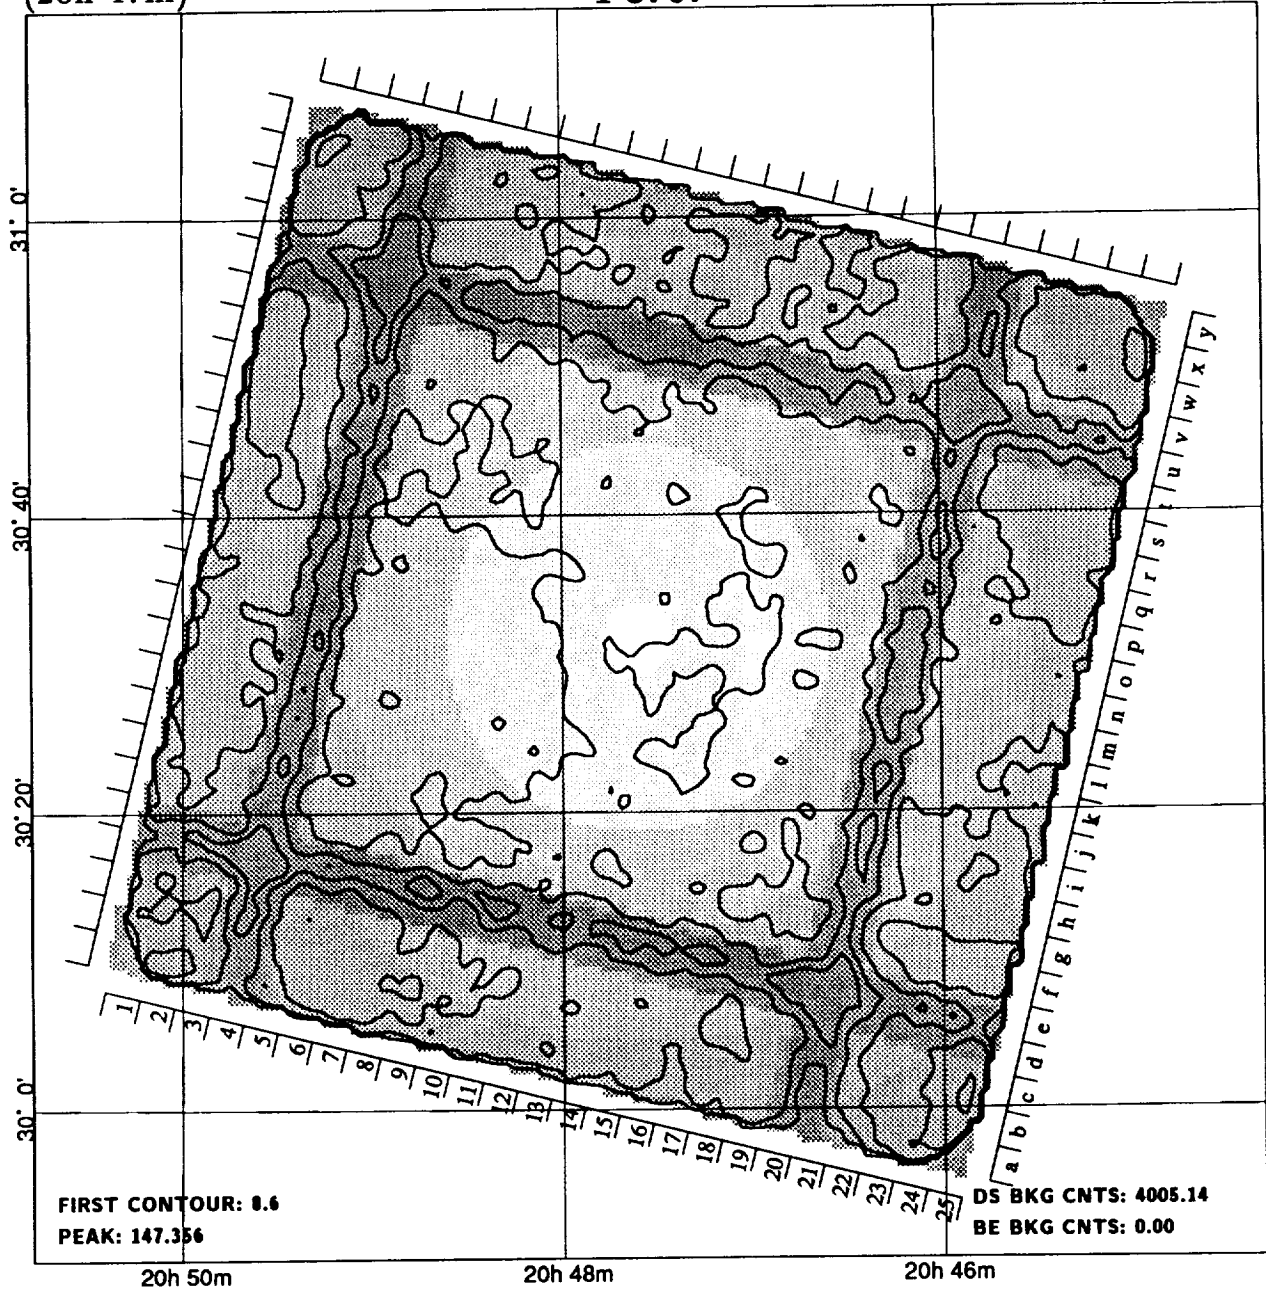 31° 0'
30° 40'
30° 20'
30° 0'
a b c d e f g h i j k l m n o p q r s t u v w x y
1 2 3 4 5 6 7 8 9 10 11 12 13 14 15 16 17 18 19 20 21 22 23 24 25
FIRST CONTOUR: 8.6
PEAK: 147.356
DS BKG CNTS: 4005.14
BE BKG CNTS: 0.00
20h 50m
20h 48m
20h 46m